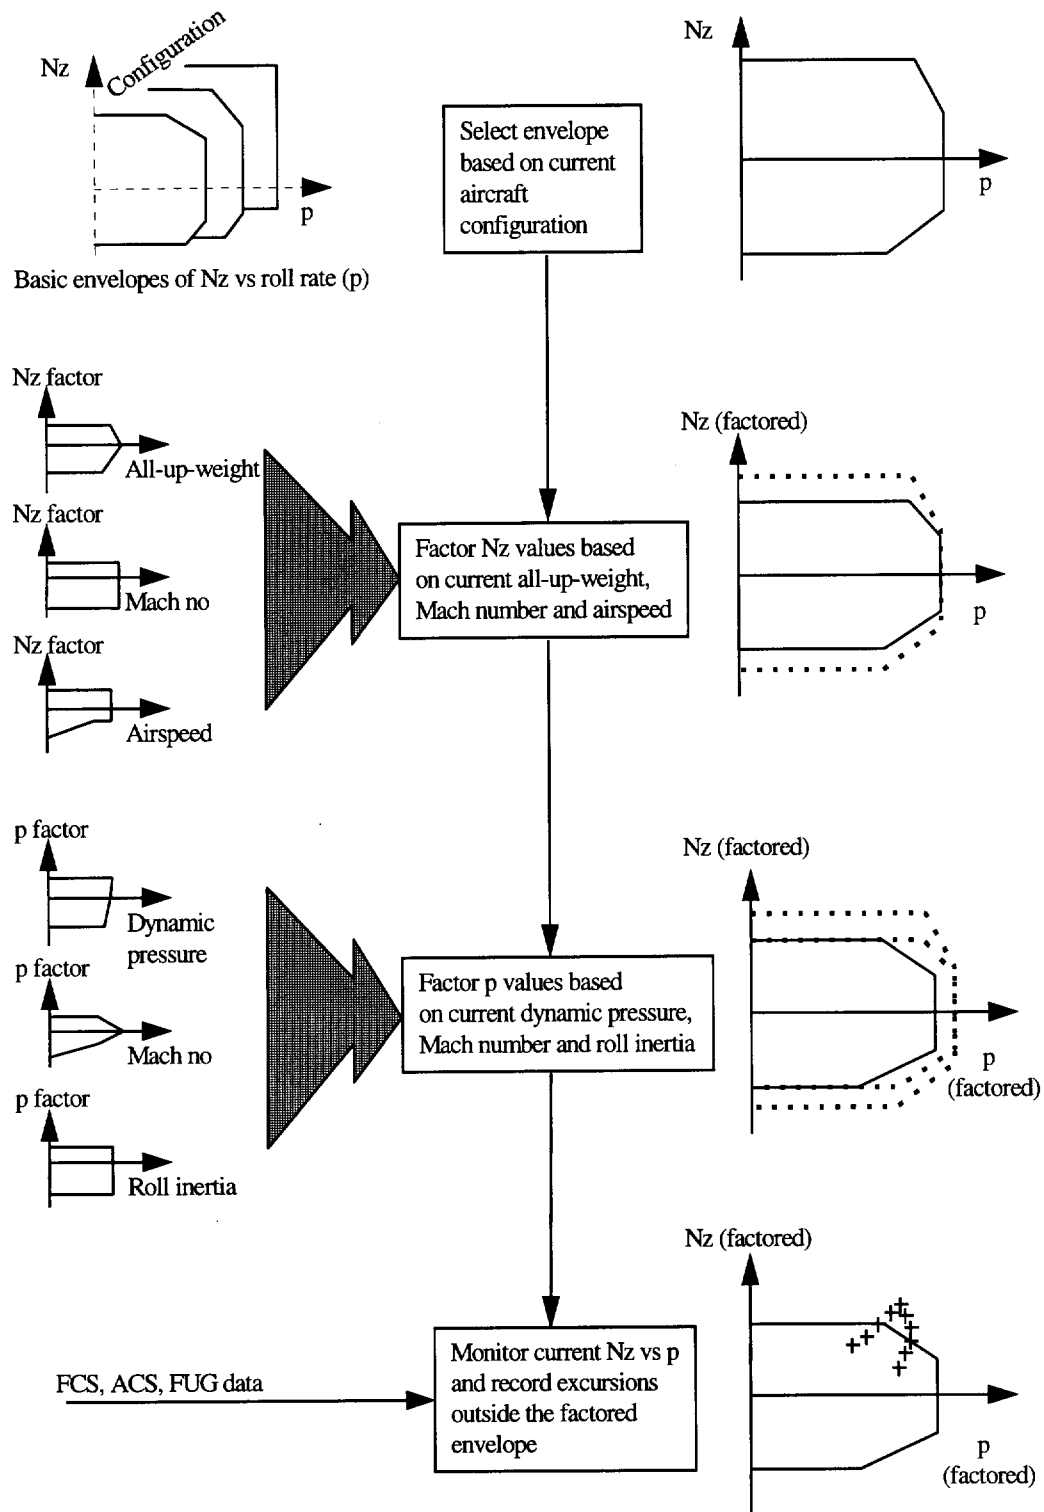 Configuration
Nz
p
Basic envelopes of Nz vs roll rate (p)
Select envelope
based on current
aircraft
configuration
Nz
p
Nz factor
All-up-weight
Nz factor
Mach no
Nz factor
Airspeed
Factor Nz values based
on current all-up-weight,
Mach number and airspeed
Nz (factored)
p
p factor
Dynamic
pressure
p factor
Mach no
p factor
Roll inertia
Factor p values based
on current dynamic pressure,
Mach number and roll inertia
Nz (factored)
p
(factored)
FCS, ACS, FUG data
Monitor current Nz vs p
and record excursions
outside the factored
envelope
Nz (factored)
p
(factored)